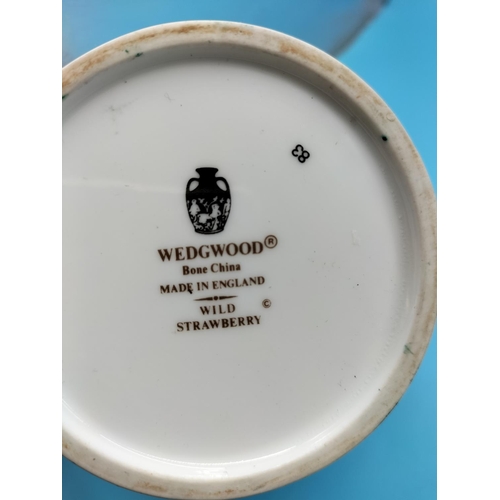 WEDGWOOD®
Bone China
MADE IN ENGLAND
WILD ©
STRAWBERRY